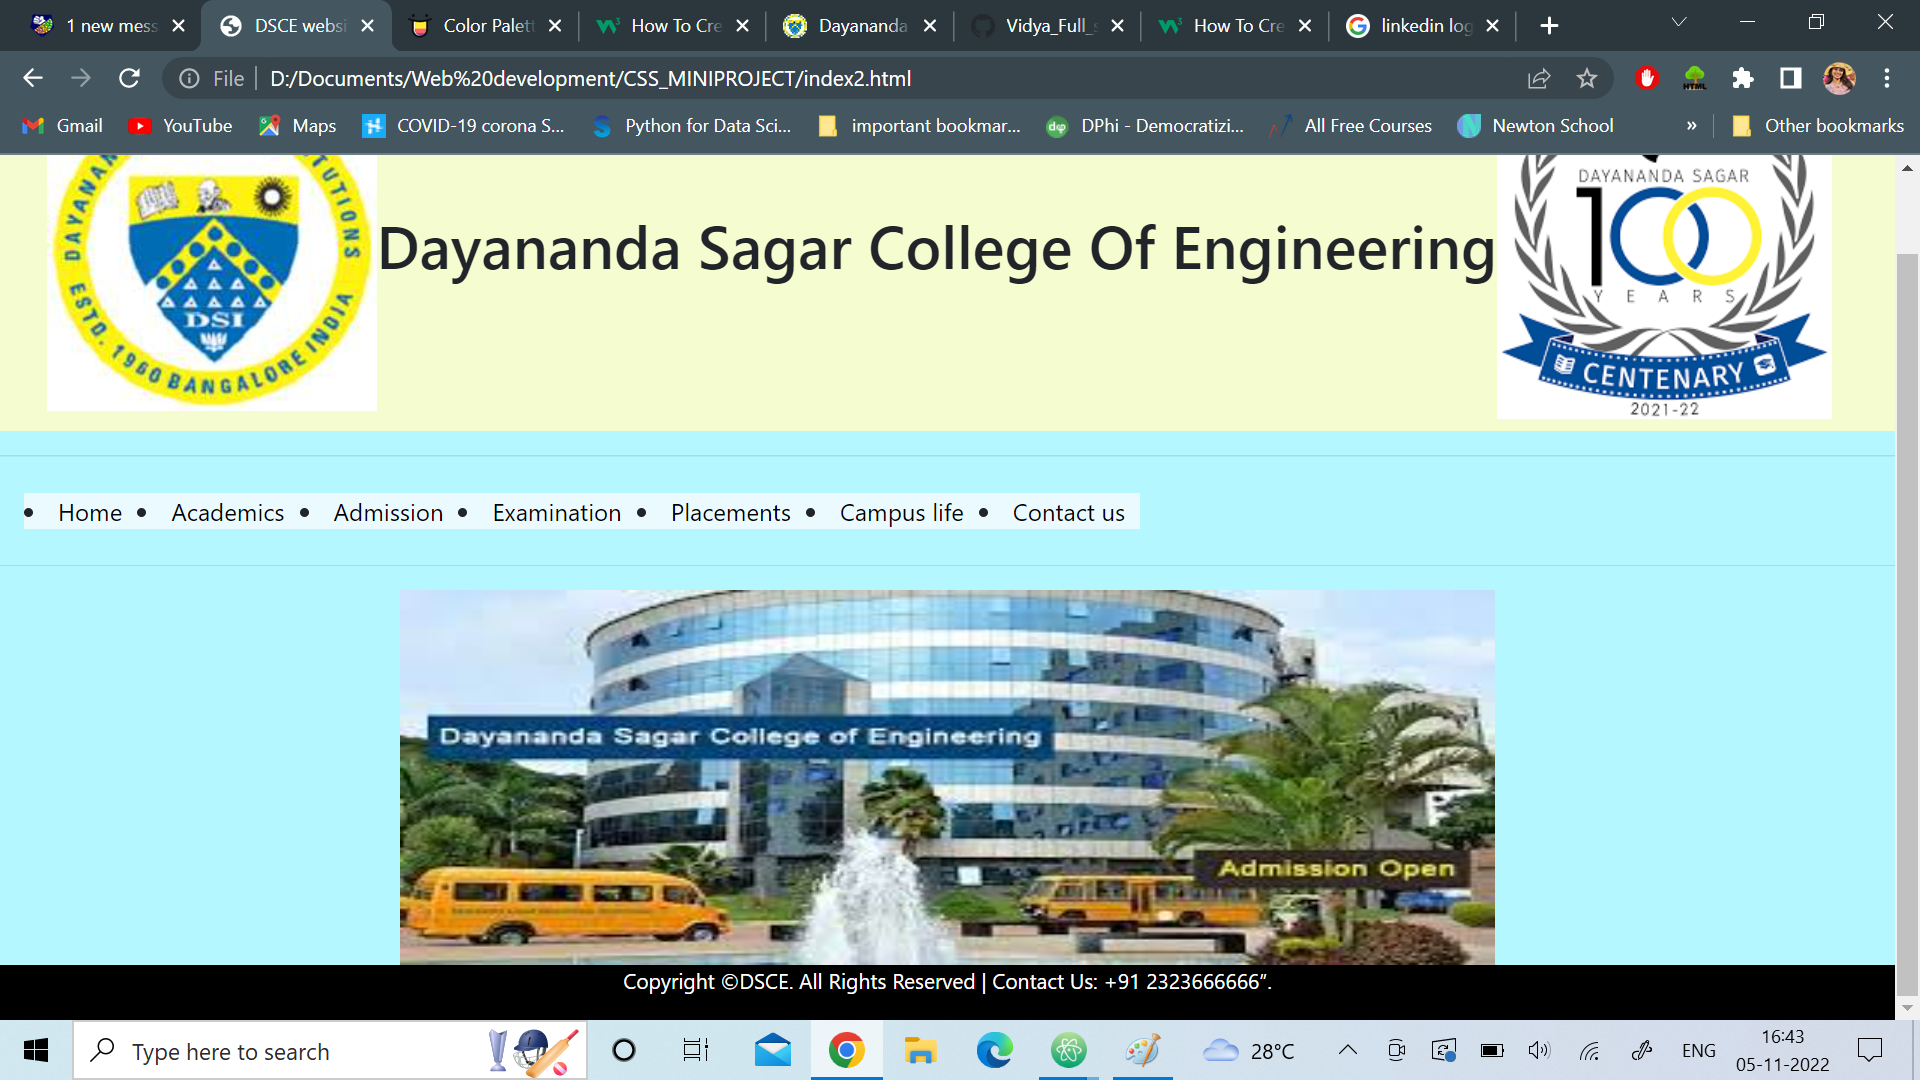 1 new mess
DSCE websi
Color Palett
How To Cre
Dayananda
Vidya_Full_s
How To Cre
linkedin log
File
D:/Documents/Web%20development/CSS_MINIPROJECT/index2.html
HTML
Gmail
YouTube
Maps
COVID-19 corona S...
Python for Data Sci...
important bookmar...
DPhi - Democratizi...
All Free Courses
Newton School
»
Other bookmarks
TUTIONS
DAYANAN
DSI
ESTD. 1960 BANGALORE INDIA
Dayananda Sagar College Of Engineering
DAYANANDA SAGAR
100
YEARS
CENTENARY
2021-22
• Home • Academics • Admission • Examination • Placements • Campus life • Contact us
Dayananda Sagar College of Engineering
Admission Open
Copyright ©DSCE. All Rights Reserved | Contact Us: +91 2323666666”.
Type here to search
28°C
ENG
16:43
05-11-2022